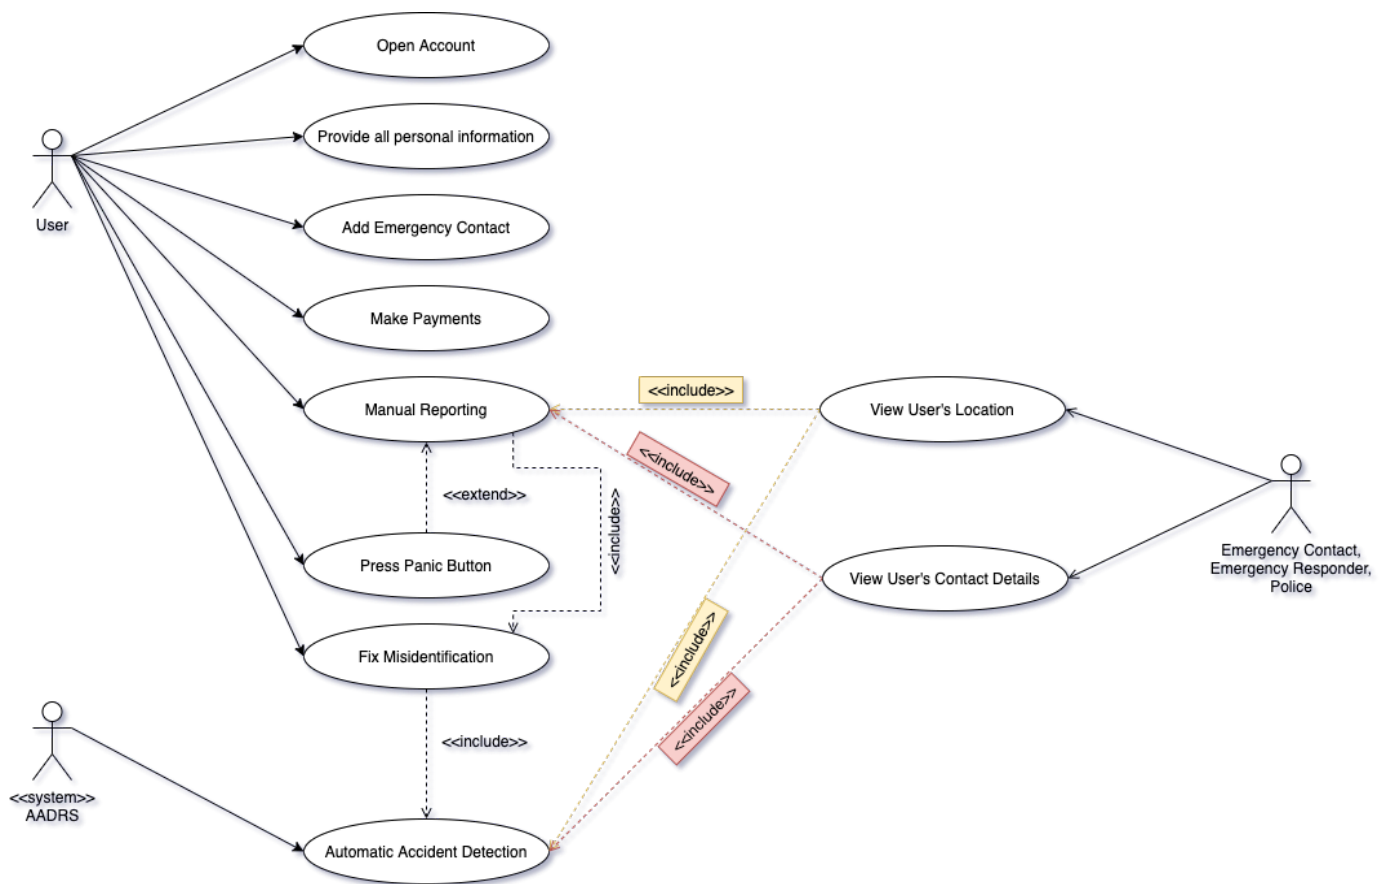 Open Account
Provide all personal information
User
Add Emergency Contact
Make Payments
<<include>>
Manual Reporting
View User's Location
<<include>>
<<extend>>
<<include>>
Press Panic Button
View User's Contact Details
Emergency Contact,
Emergency Responder,
Police
<<include>>
Fix Misidentification
<<include>>
<<include>>
<<system>>
AADRS
Automatic Accident Detection